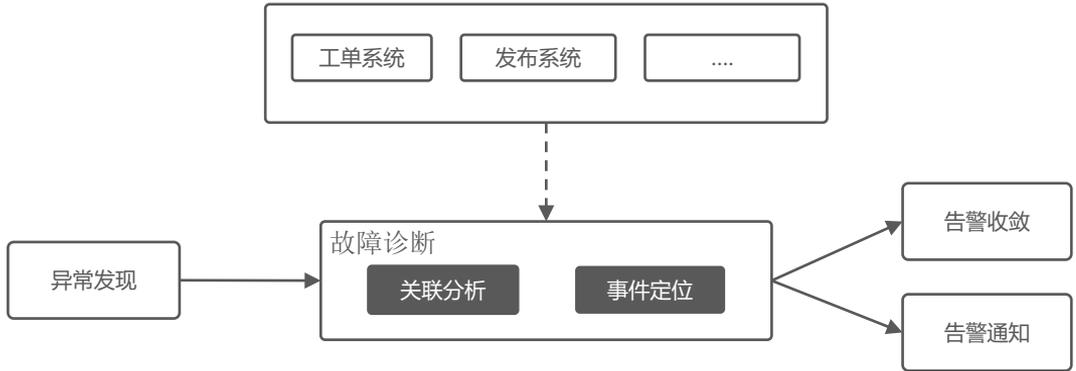 工单系统
发布系统
....
故障诊断
异常发现
关联分析
事件定位
告警收敛
告警通知